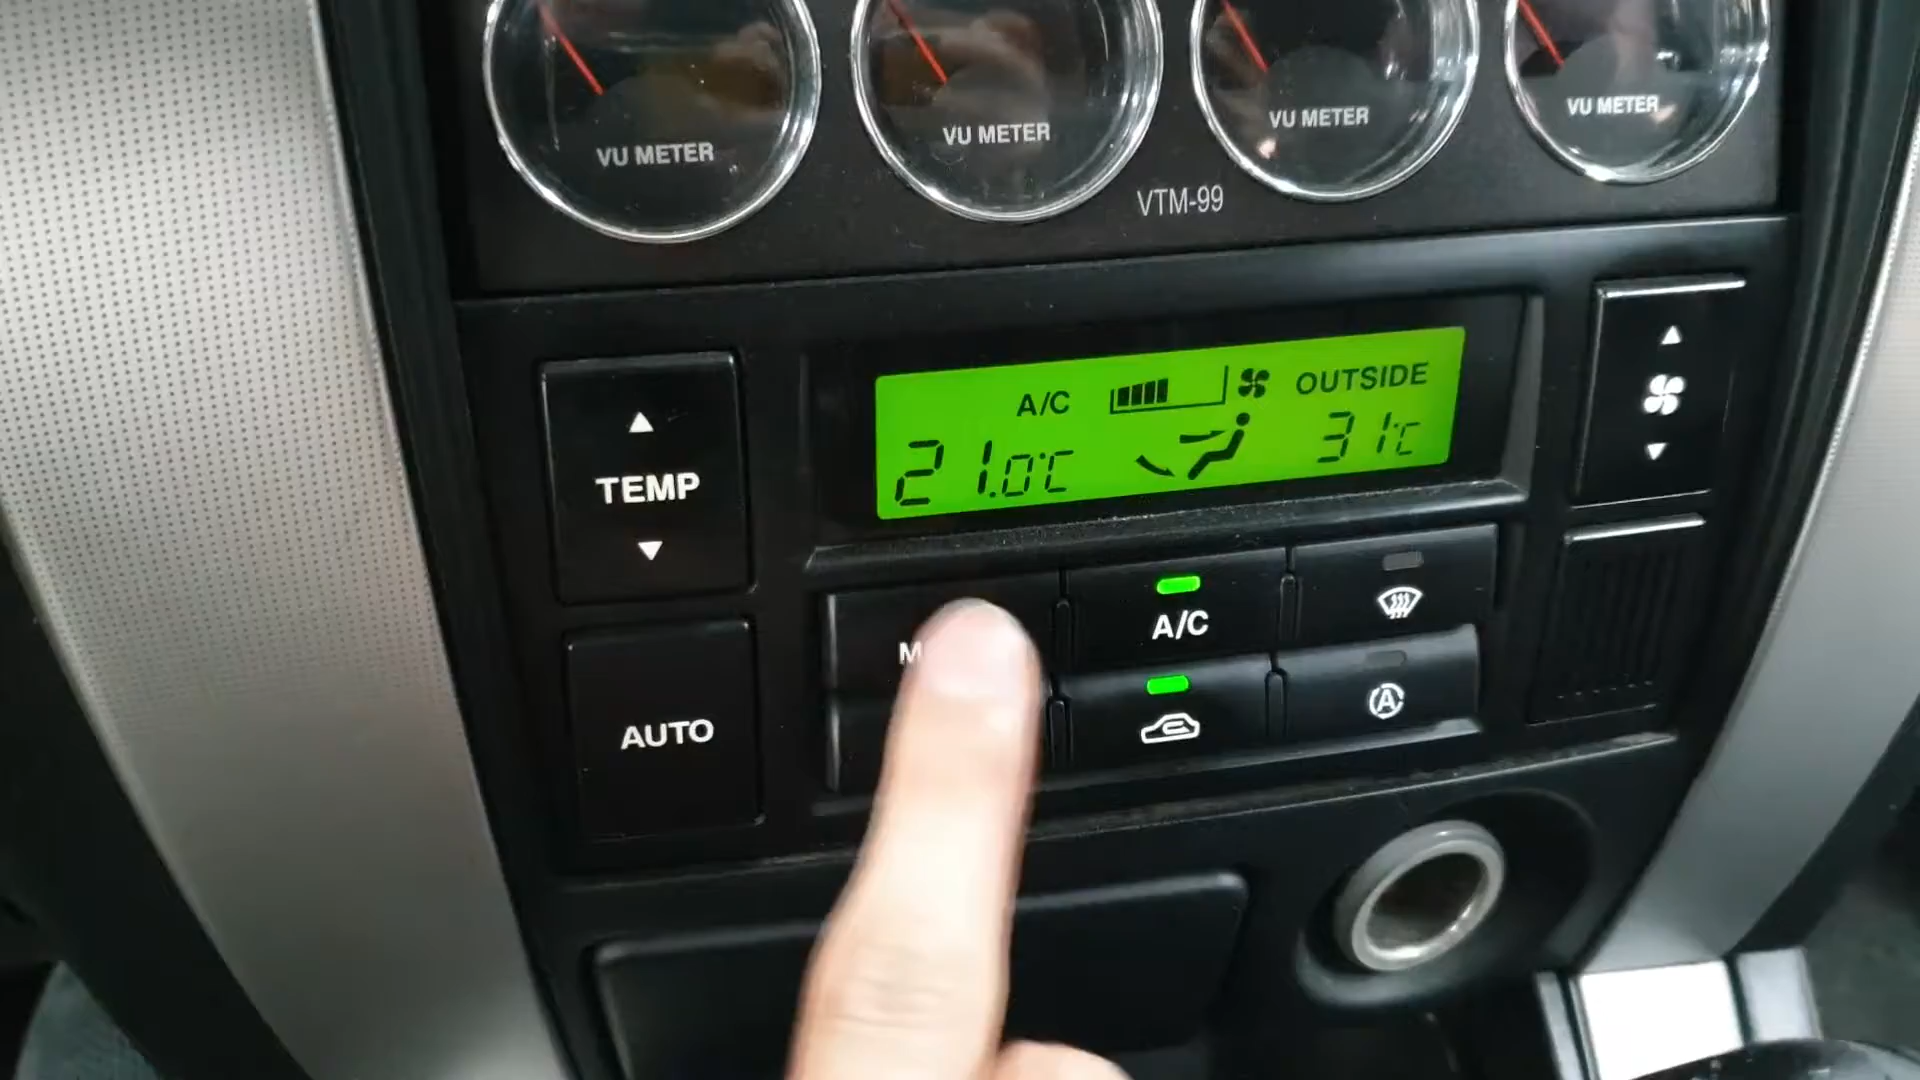 VU METER
VU METER
VU METER
VU METER
VTM-99
A/C
OUTSIDE
21.0°C
31°C
TEMP
A/C
M
AUTO
A